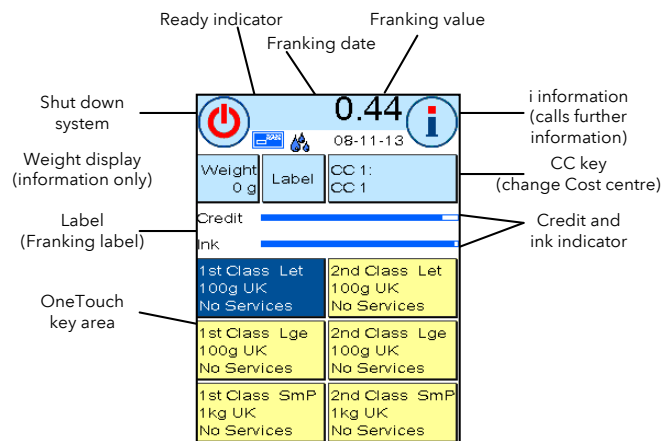 Ready indicator
Franking value
Franking date
Shut down
system
0.44
i information
(calls further
information)
08-11-13
Weight display
(information only)
Weight
0 g
Label
CC 1:
CC 1
CC key
(change Cost centre)
Label
(Franking label)
Credit
Ink
Credit and
ink indicator
OneTouch
key area
1st Class Let
100g UK
No Services
2nd Class Let
100g UK
No Services
1st Class Lge
100g UK
No Services
2nd Class Lge
100g UK
No Services
1st Class SmP
1kg UK
No Services
2nd Class SmP
1kg UK
No Services